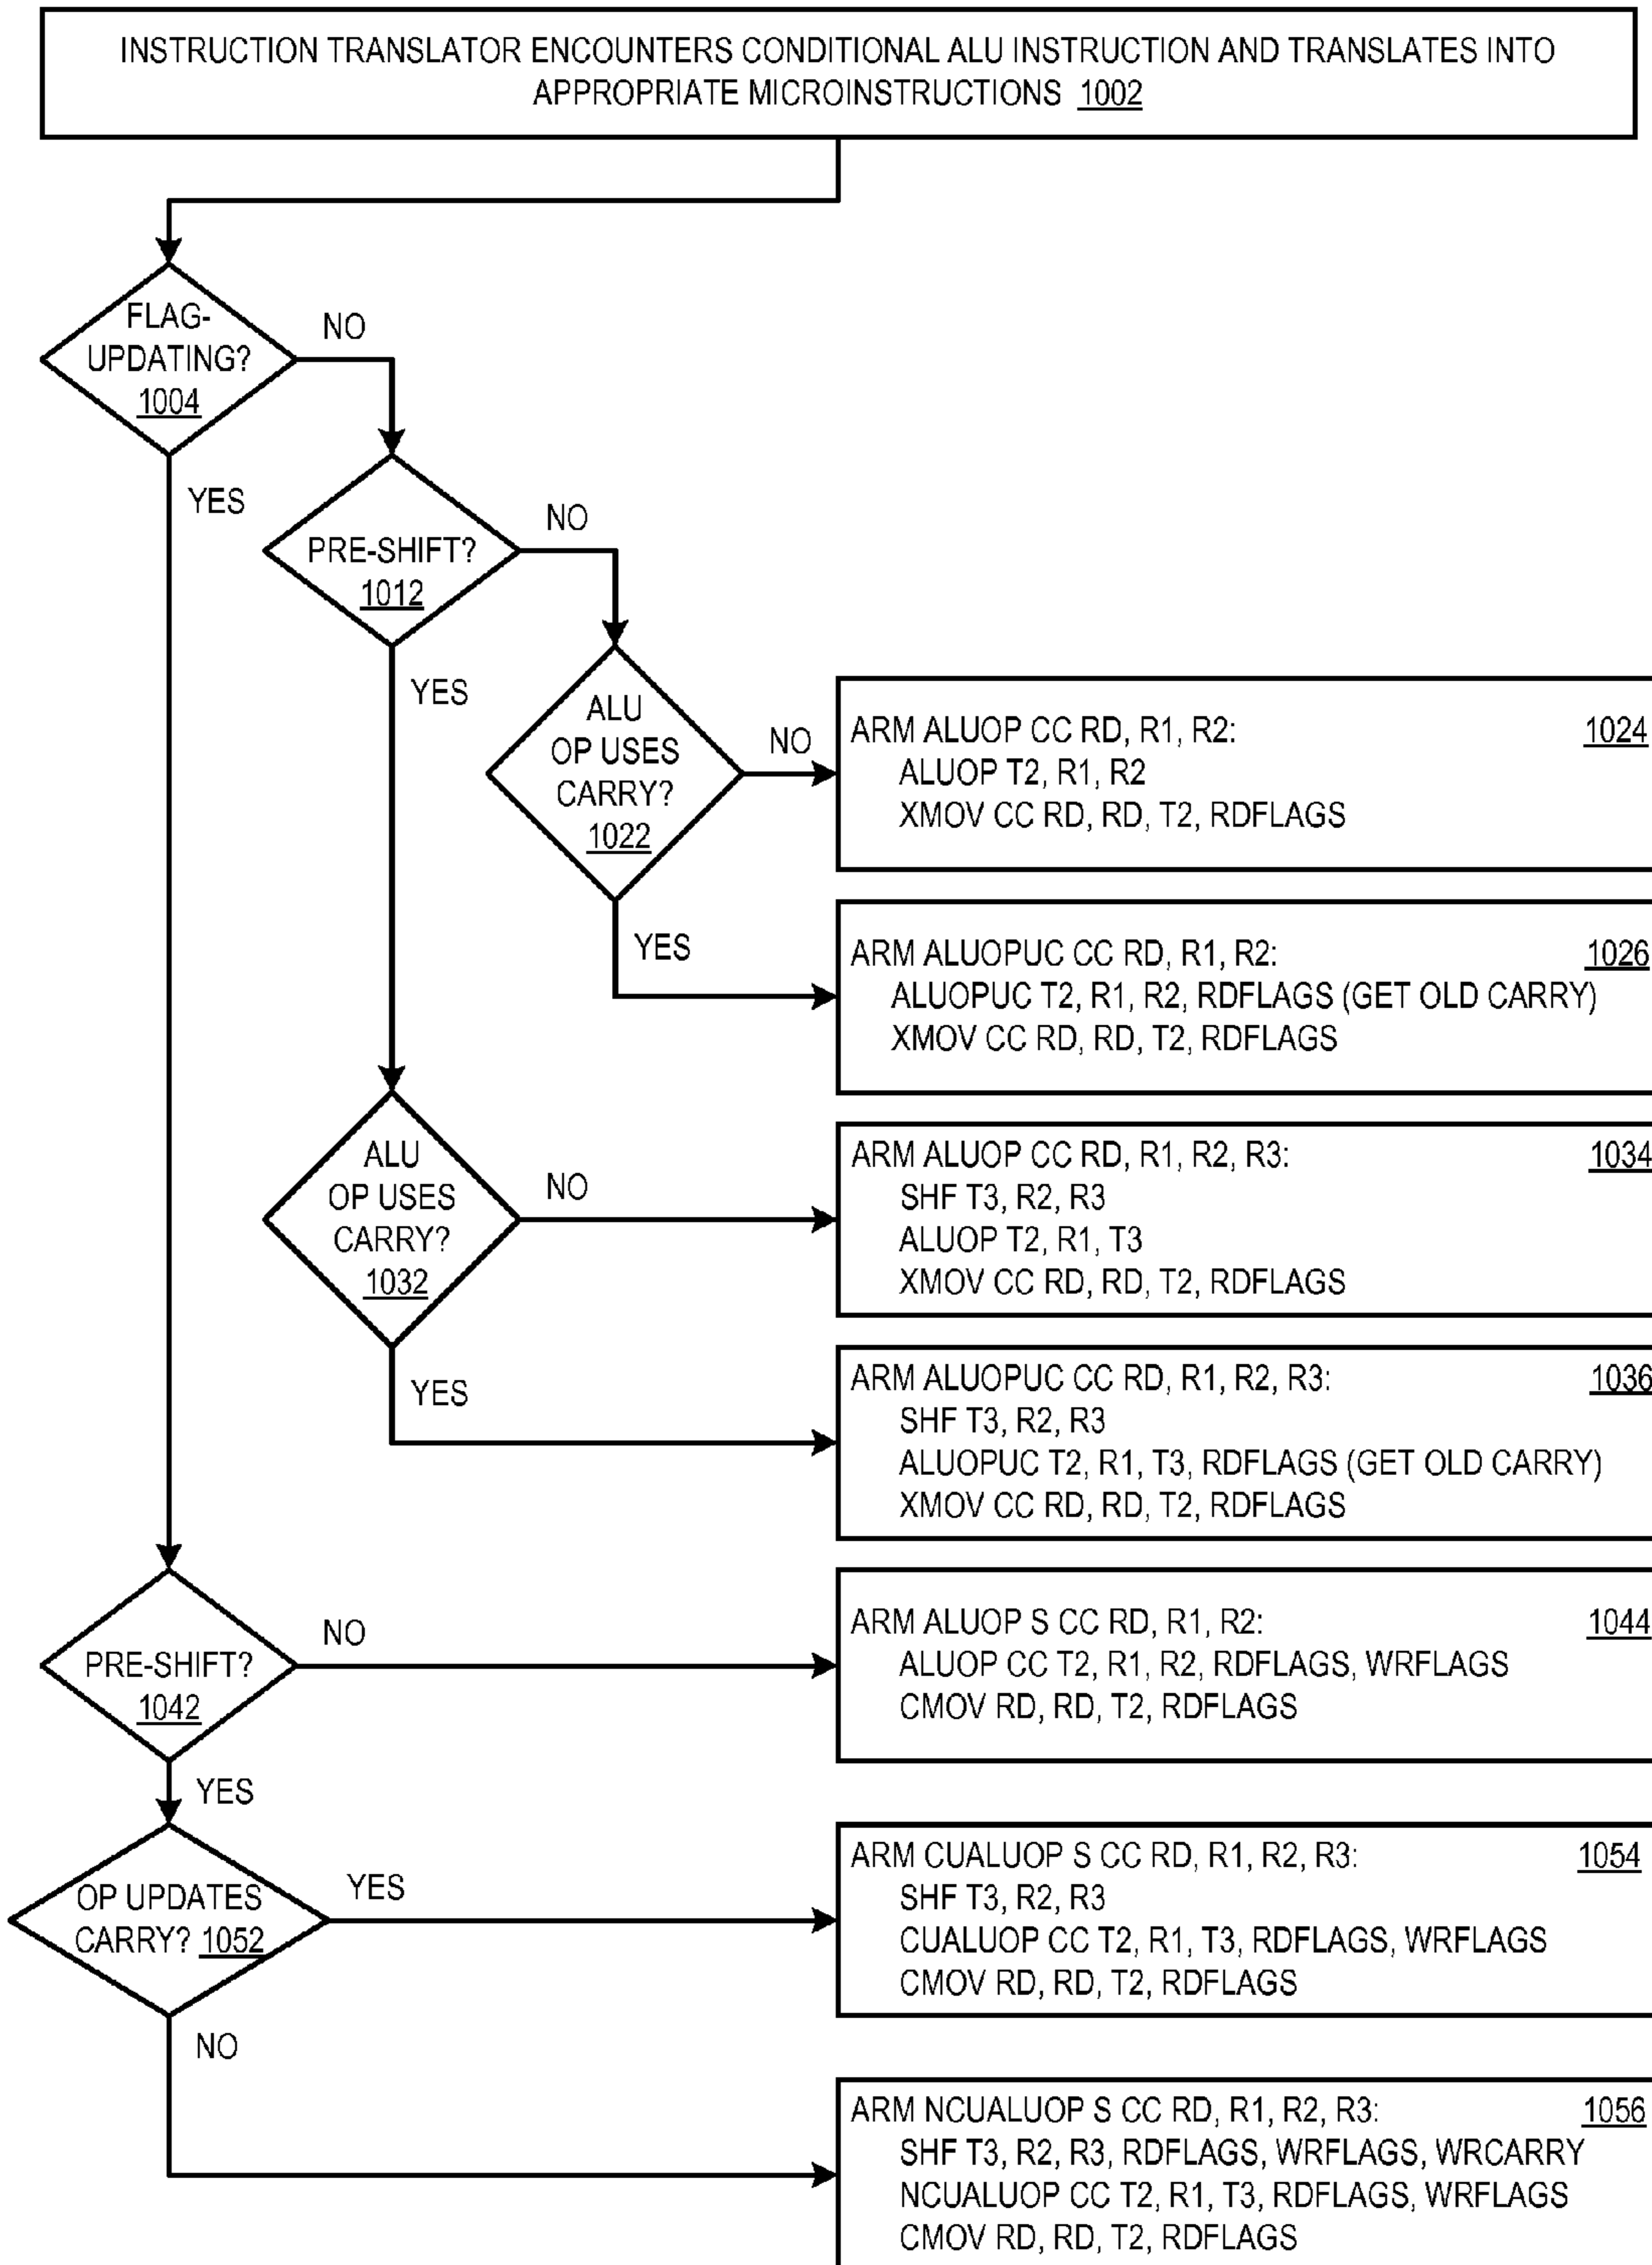 INSTRUCTION TRANSLATOR ENCOUNTERS CONDITIONAL ALU INSTRUCTION AND TRANSLATES INTO
APPROPRIATE MICROINSTRUCTIONS 1002
FLAG-
UPDATING?
1004
NO
YES
PRE-SHIFT?
1012
NO
YES
ALU
OP USES
CARRY?
1022
NO
YES
ARM ALUOP CC RD, R1, R2: 1024
ALUOP T2, R1, R2
XMOV CC RD, RD, T2, RDFLAGS
ARM ALUOPUC CC RD, R1, R2: 1026
ALUOPUC T2, R1, R2, RDFLAGS (GET OLD CARRY)
XMOV CC RD, RD, T2, RDFLAGS
ALU
OP USES
CARRY?
1032
NO
YES
ARM ALUOP CC RD, R1, R2, R3: 1034
SHF T3, R2, R3
ALUOP T2, R1, T3
XMOV CC RD, RD, T2, RDFLAGS
ARM ALUOPUC CC RD, R1, R2, R3: 1036
SHF T3, R2, R3
ALUOPUC T2, R1, T3, RDFLAGS (GET OLD CARRY)
XMOV CC RD, RD, T2, RDFLAGS
PRE-SHIFT?
1042
NO
YES
ARM ALUOP S CC RD, R1, R2: 1044
ALUOP CC T2, R1, R2, RDFLAGS, WRFLAGS
CMOV RD, RD, T2, RDFLAGS
OP UPDATES
CARRY? 1052
YES
NO
ARM CUALUOP S CC RD, R1, R2, R3: 1054
SHF T3, R2, R3
CUALUOP CC T2, R1, T3, RDFLAGS, WRFLAGS
CMOV RD, RD, T2, RDFLAGS
ARM NCUALUOP S CC RD, R1, R2, R3: 1056
SHF T3, R2, R3, RDFLAGS, WRFLAGS, WRCARRY
NCUALUOP CC T2, R1, T3, RDFLAGS, WRFLAGS
CMOV RD, RD, T2, RDFLAGS